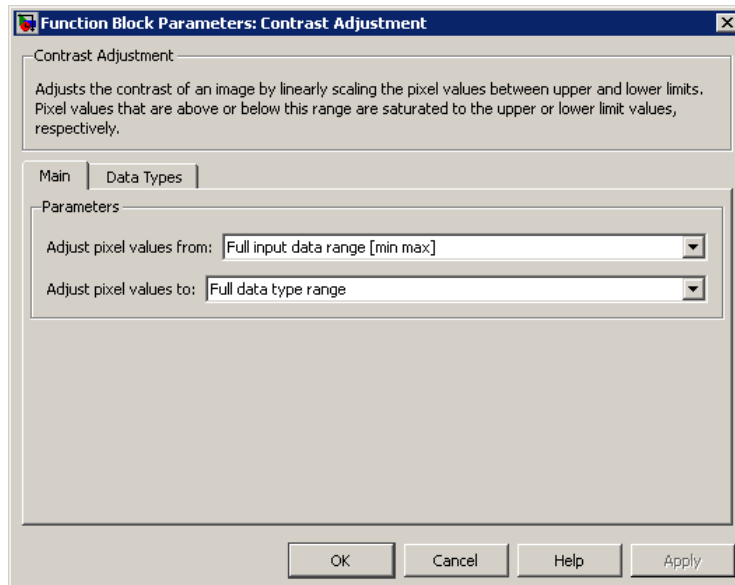 Function Block Parameters: Contrast Adjustment
Contrast Adjustment
Adjusts the contrast of an image by linearly scaling the pixel values between upper and lower limits.
Pixel values that are above or below this range are saturated to the upper or lower limit values,
respectively.
Main Data Types
Parameters
Adjust pixel values from: Full input data range [min max]
Adjust pixel values to: Full data type range
OK Cancel Help Apply